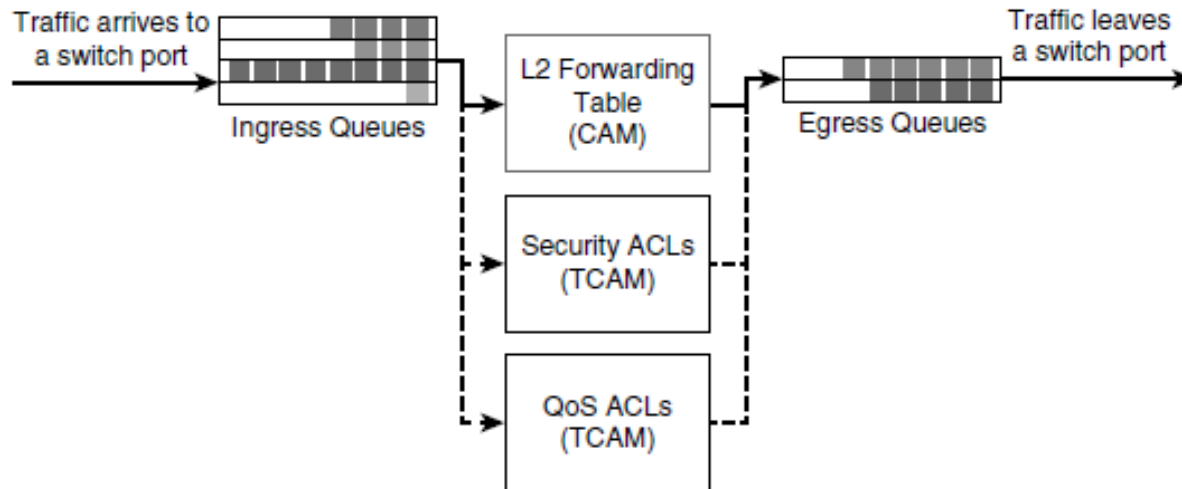 Traffic arrives to
a switch port
Ingress Queues
L2 Forwarding
Table
(CAM)
Security ACLs
(TCAM)
QoS ACLs
(TCAM)
Egress Queues
Traffic leaves
a switch port